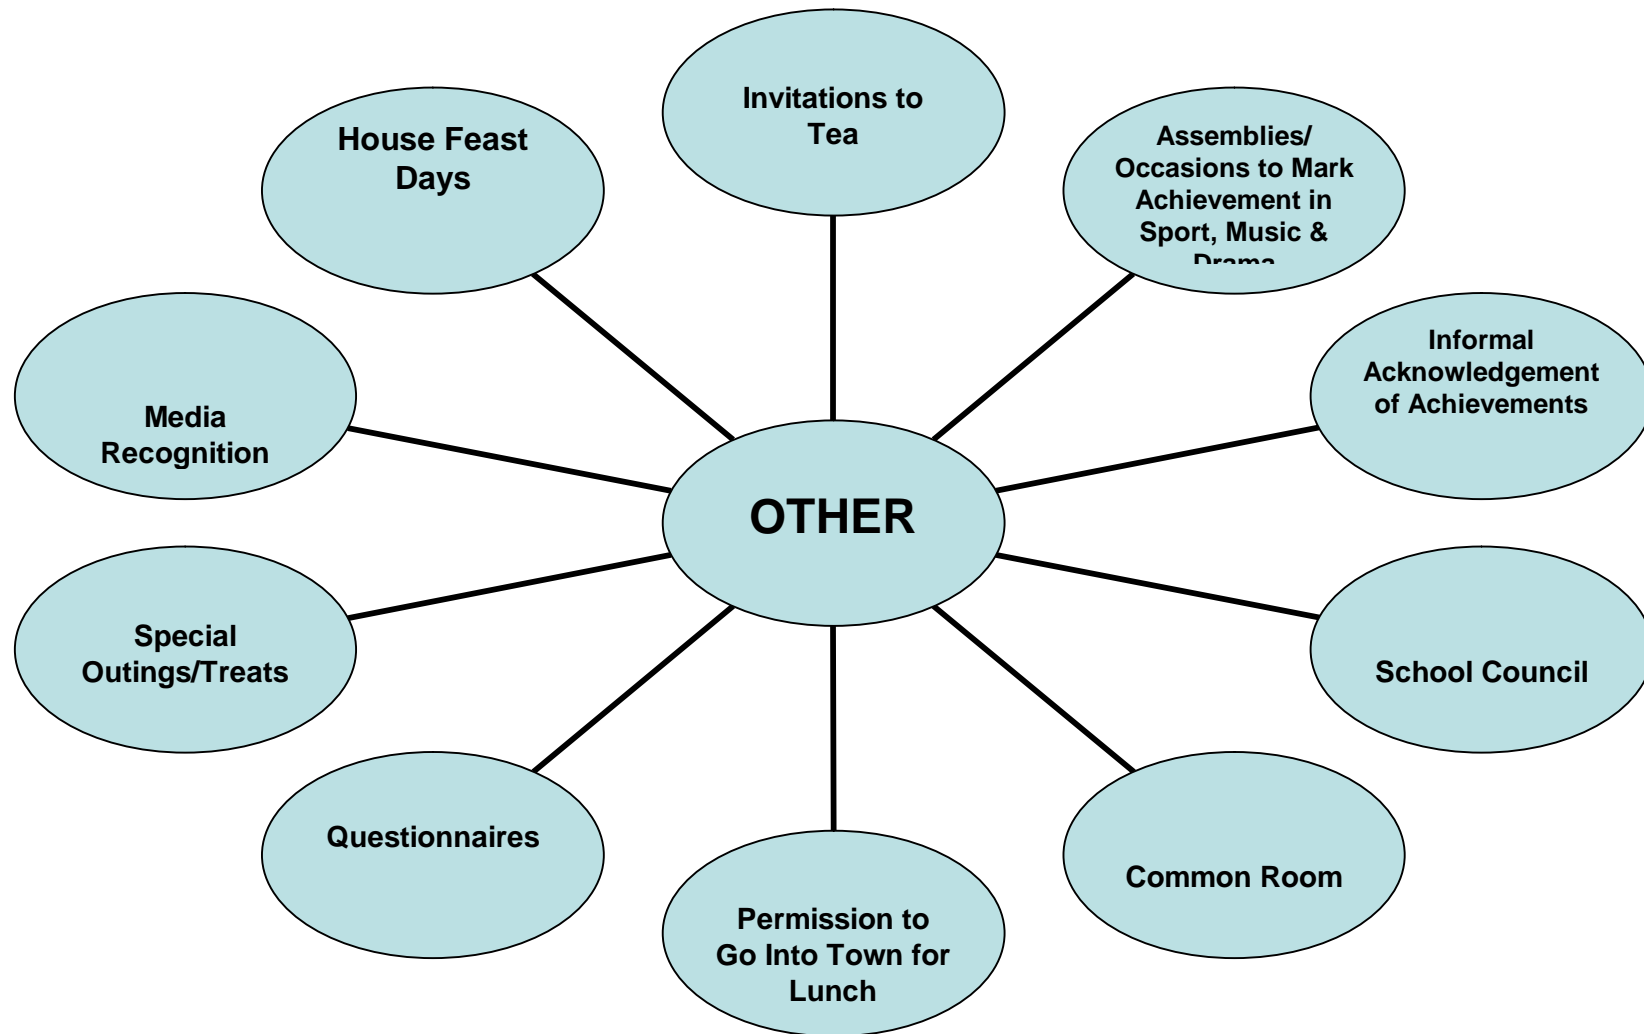 Invitations to
Tea
House Feast
Days
Assemblies/
Occasions to Mark
Achievement in
Sport, Music &
Drama
Informal
Acknowledgement
of Achievements
Media
Recognition
OTHER
Special
Outings/Treats
School Council
Questionnaires
Common Room
Permission to
Go Into Town for
Lunch